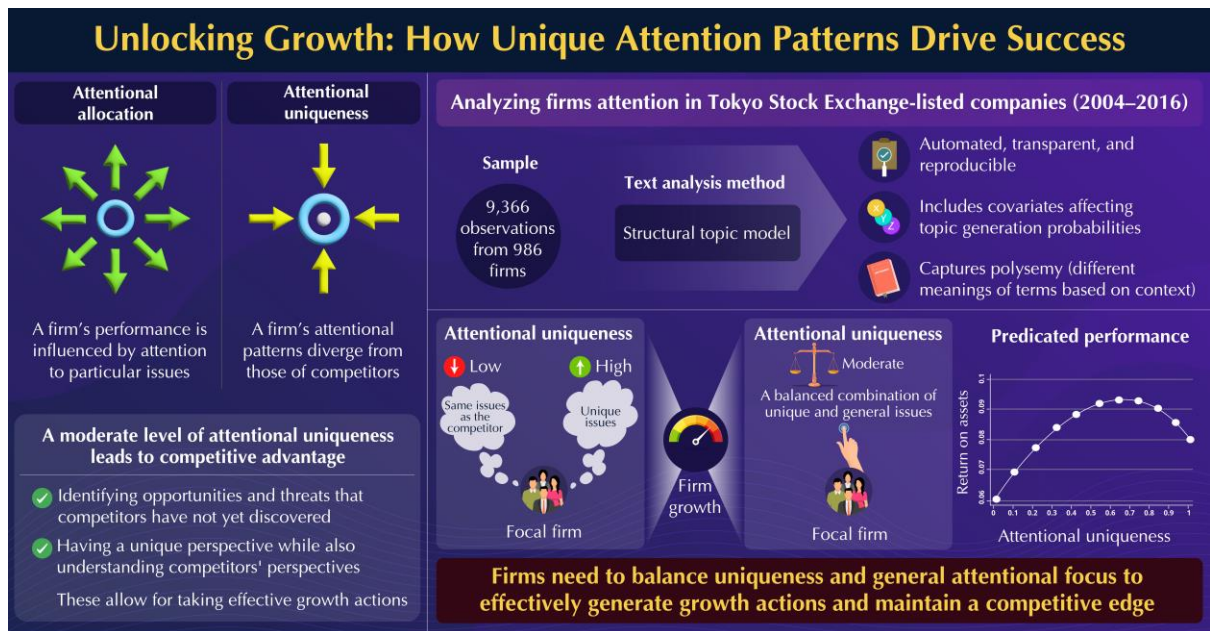 Unlocking Growth: How Unique Attention Patterns Drive Success
Attentional
allocation
A firm's performance is
influenced by attention
to particular issues
Attentional
uniqueness
A firm's attentional
patterns diverge from
those of competitors
A moderate level of attentional uniqueness
leads to competitive advantage
Identifying opportunities and threats that
competitors have not yet discovered
Having a unique perspective while also
understanding competitors' perspectives
These allow for taking effective growth actions
Analyzing firms attention in Tokyo Stock Exchange-listed companies (2004–2016)
Sample
9,366
observations
from 986
firms
Text analysis method
Structural topic model
Automated, transparent, and
reproducible
X
Y
Z
Includes covariates affecting
topic generation probabilities
Captures polysemy (different
meanings of terms based on context)
Attentional uniqueness
Low
High
Same issues
as the
competitor
Unique
issues
Focal firm
Firm
growth
Attentional uniqueness
Moderate
A balanced combination of
unique and general issues
Focal firm
Predicated performance
Return on assets
0.1
0.09
0.08
0.07
0.06
0 0.1 0.2 0.3 0.4 0.5 0.6 0.7 0.8 0.9 1
Attentional uniqueness
Firms need to balance uniqueness and general attentional focus to
effectively generate growth actions and maintain a competitive edge